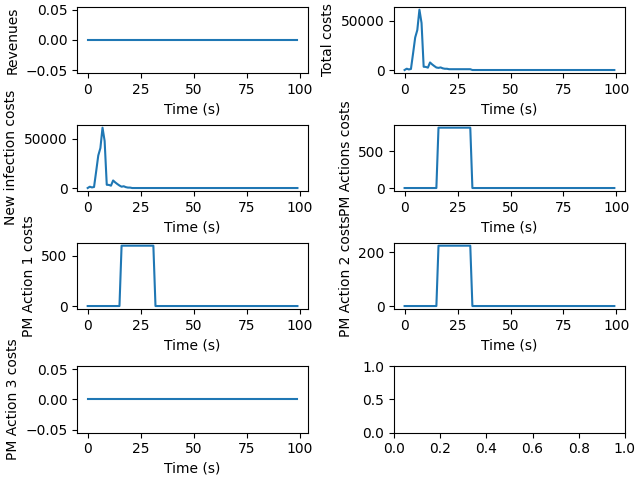 Revenues
0.05
0.00
−0.05
0 25 50 75 100
Time (s)
Total costs
50000
0
0 25 50 75 100
Time (s)
New infection costs
50000
0
0 25 50 75 100
Time (s)
PM Actions costs
500
0
0 25 50 75 100
Time (s)
PM Action 1 costs
500
0
0 25 50 75 100
Time (s)
PM Action 2 costs
200
0
0 25 50 75 100
Time (s)
PM Action 3 costs
0.05
0.00
−0.05
0 25 50 75 100
Time (s)
1.0
0.5
0.0
0.0 0.2 0.4 0.6 0.8 1.0